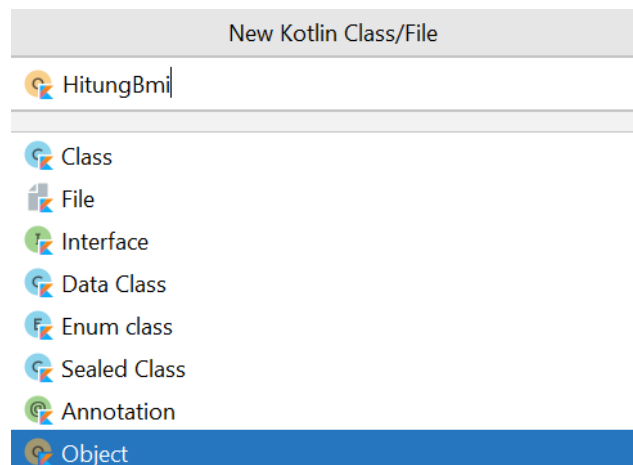 New Kotlin Class/File
HitungBmi
Class
File
Interface
Data Class
Enum class
Sealed Class
Annotation
Object